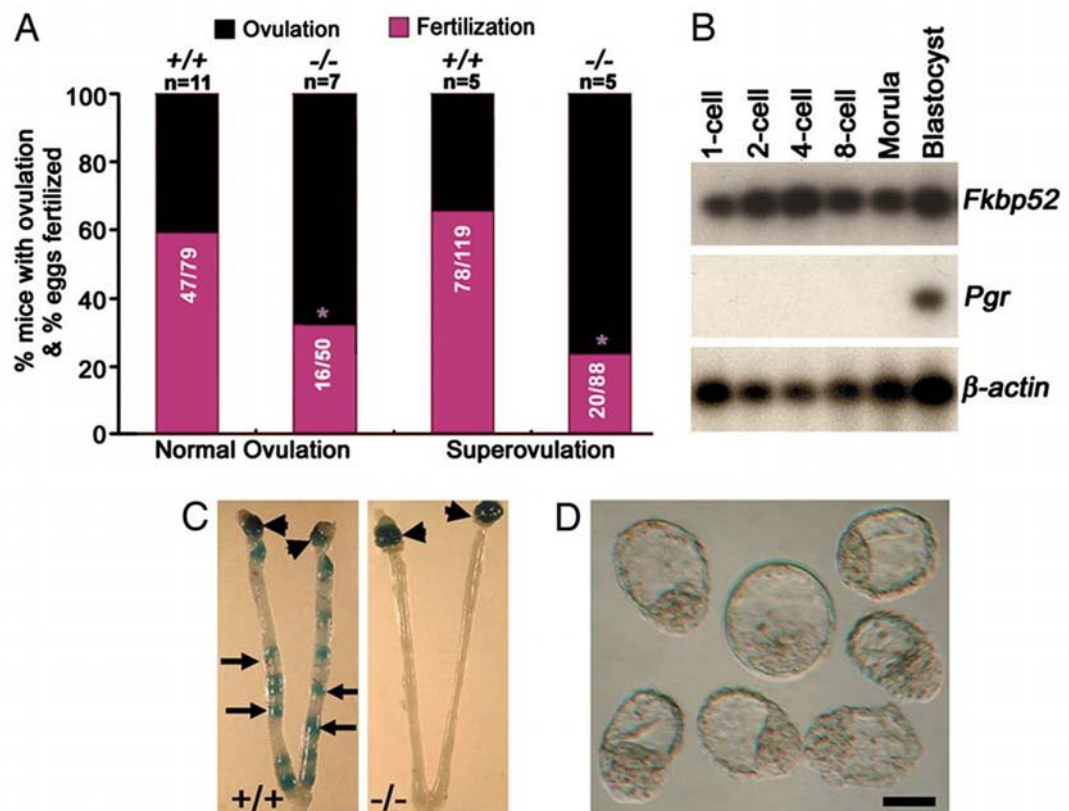 A
Ovulation
Fertilization
+/+
n=11
-/-
n=7
+/+
n=5
-/-
n=5
% mice with ovulation
& % eggs fertilized
100
80
60
40
20
0
47/79
*
16/50
78/119
*
20/88
Normal Ovulation
Superovulation
B
1-cell
2-cell
4-cell
8-cell
Morula
Blastocyst
Fkbp52
Pgr
β-actin
C
+/+
-/-
D